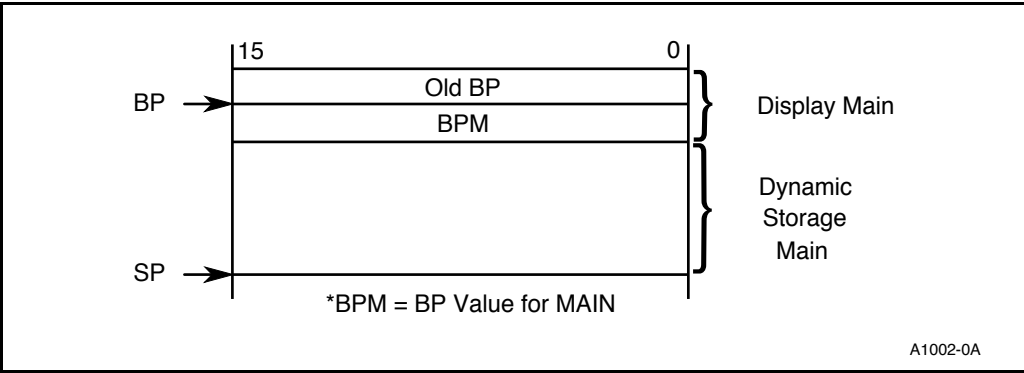 15 0
Old BP
BP
BPM
Display Main
Dynamic
Storage
Main
SP
*BPM = BP Value for MAIN
A1002-0A